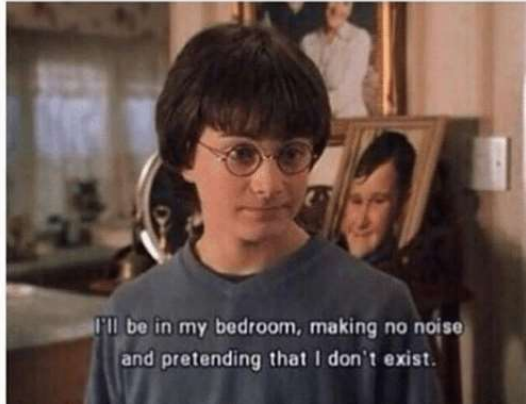 I'll be in my bedroom, making no noise
and pretending that I don't exist.